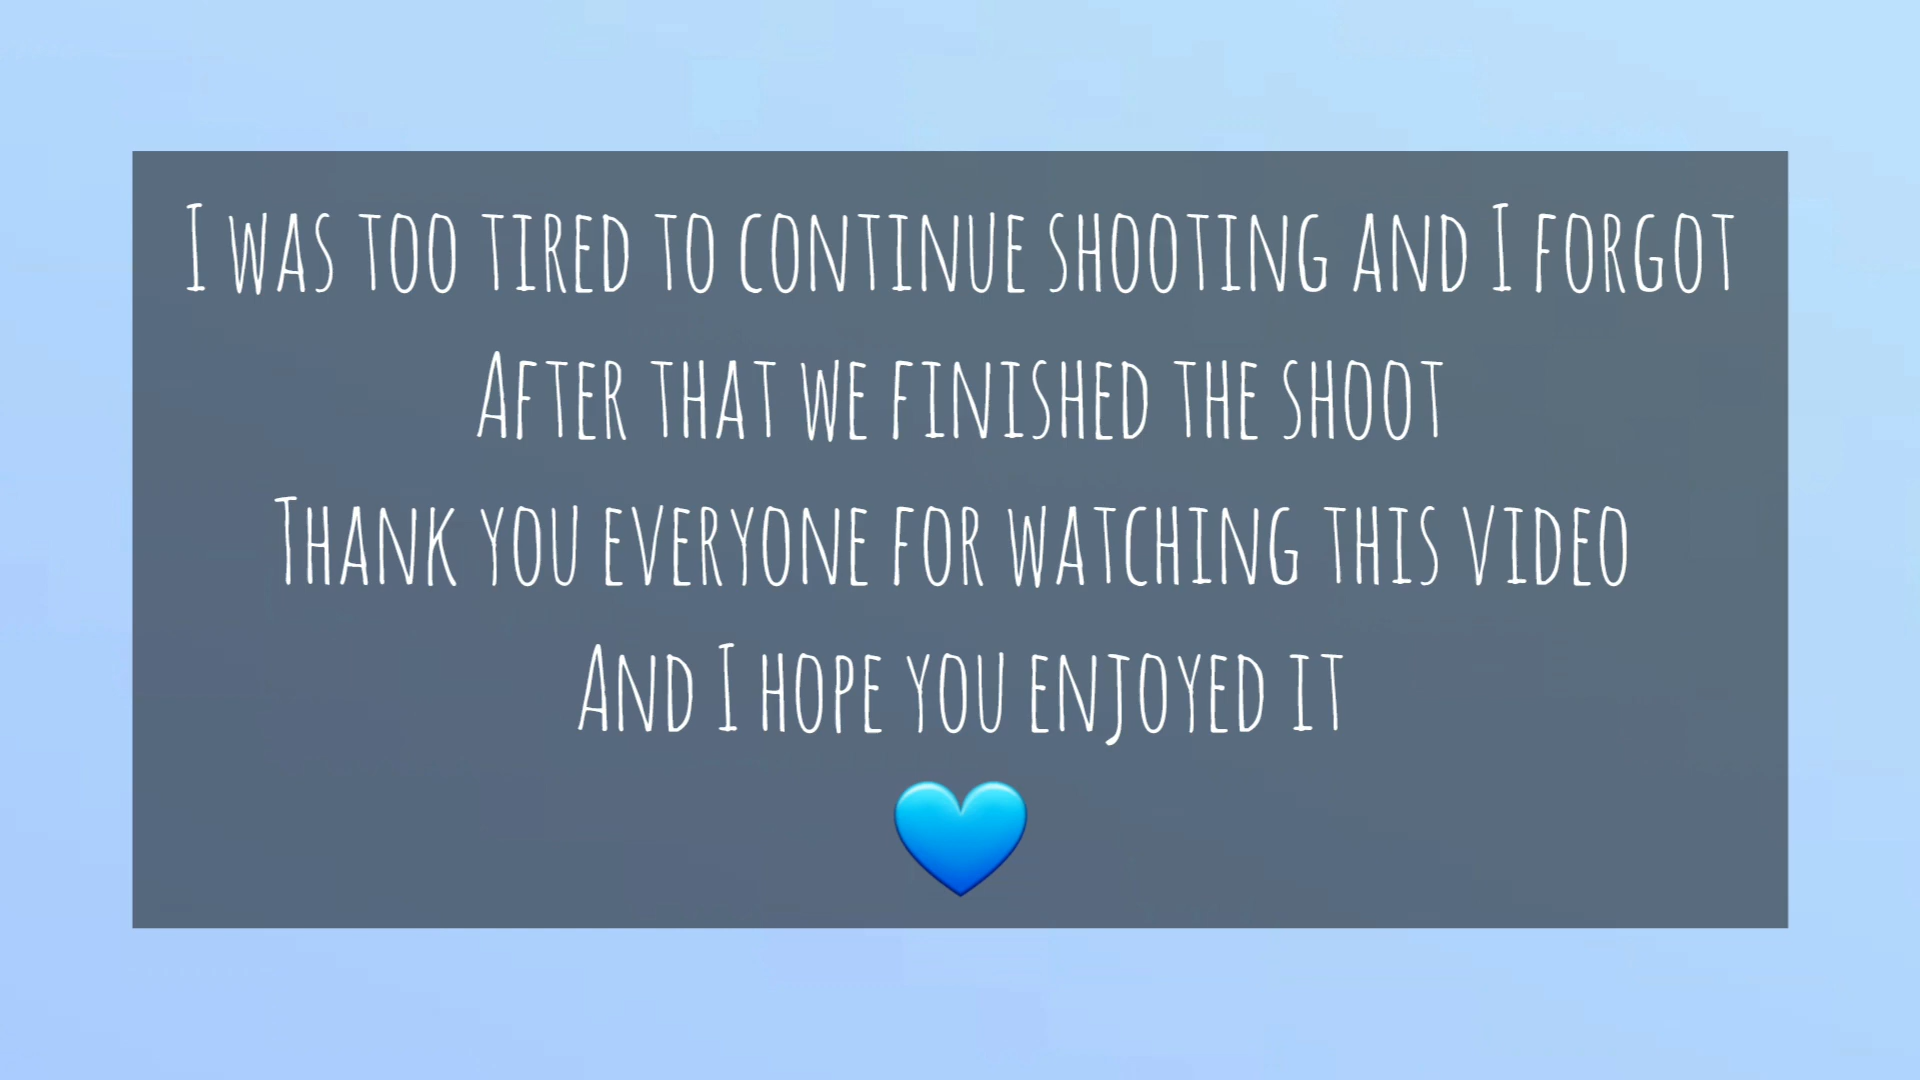 I was too tired to continue shooting and I forgot
After that we finished the shoot
Thank you everyone for watching this video
And I hope you enjoyed it
💙